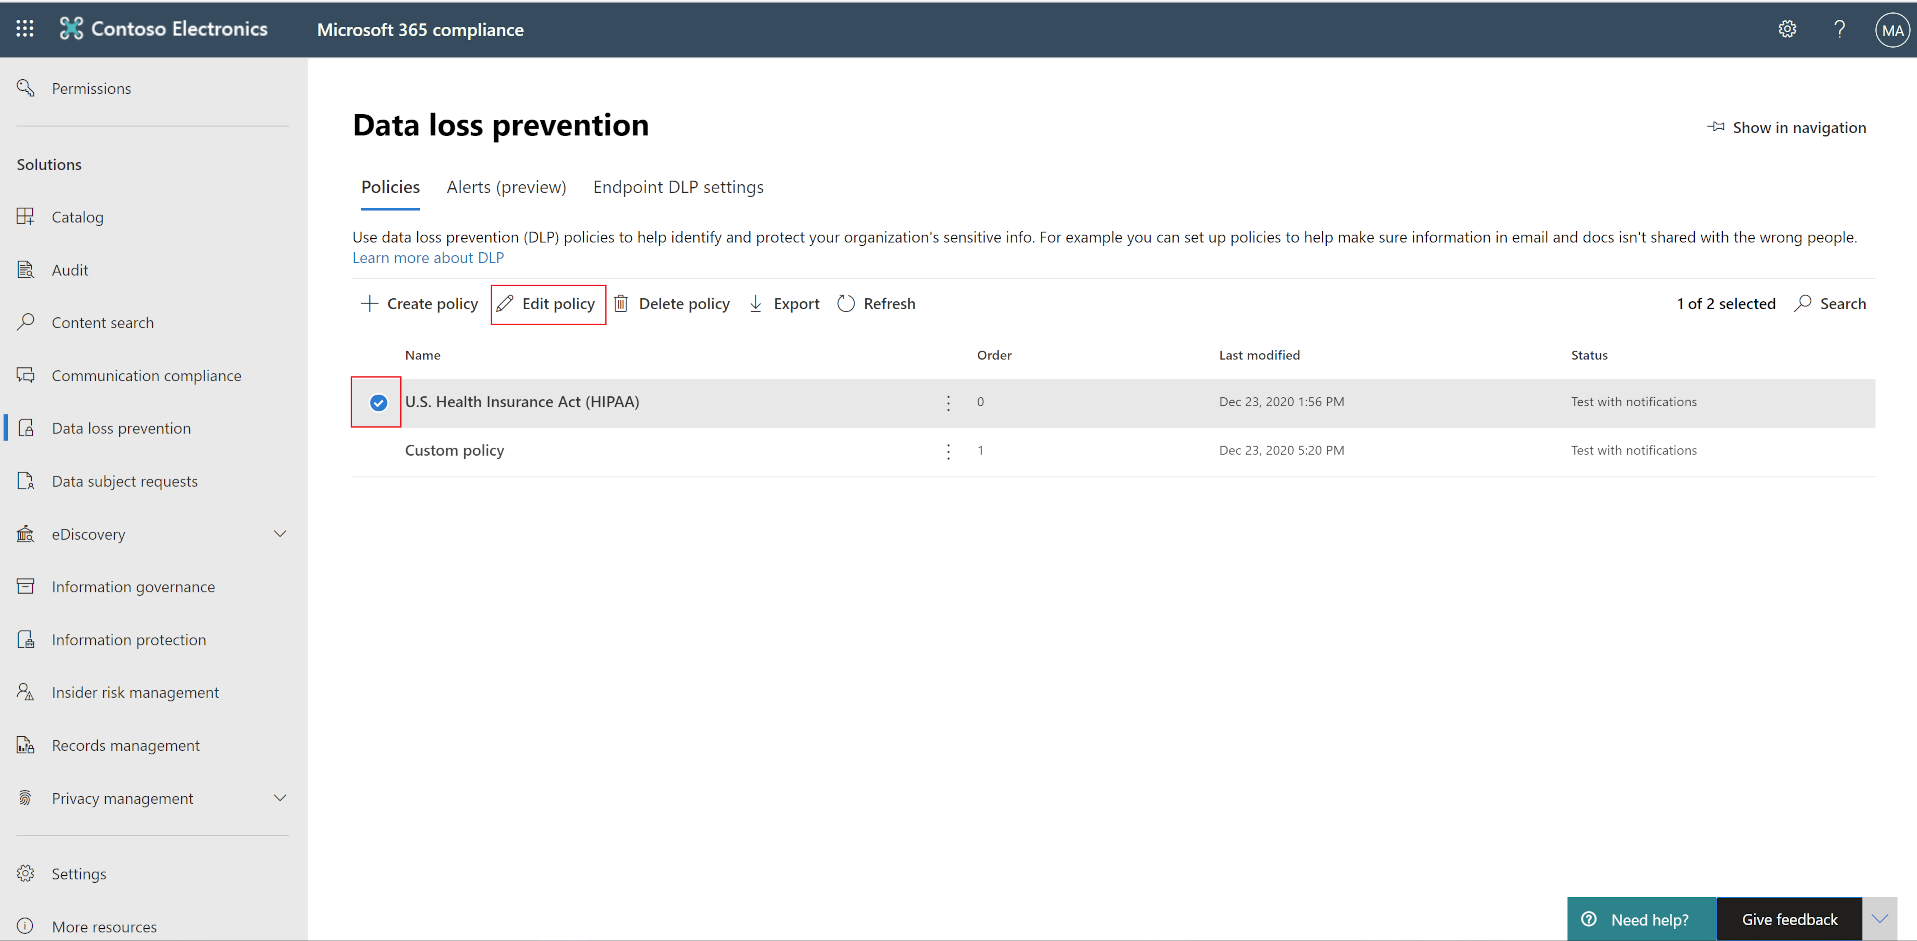 Contoso Electronics
Microsoft 365 compliance
?
MA
Permissions
Solutions
Catalog
Audit
Content search
Communication compliance
Data loss prevention
Data subject requests
eDiscovery
Information governance
Information protection
Insider risk management
Records management
Privacy management
Settings
More resources
Data loss prevention
Show in navigation
Policies Alerts (preview) Endpoint DLP settings
Use data loss prevention (DLP) policies to help identify and protect your organization's sensitive info. For example you can set up policies to help make sure information in email and docs isn't shared with the wrong people.
Learn more about DLP
Create policy Edit policy Delete policy Export Refresh 1 of 2 selected Search
Name Order Last modified Status
U.S. Health Insurance Act (HIPAA) 0 Dec 23, 2020 1:56 PM Test with notifications
Custom policy 1 Dec 23, 2020 5:20 PM Test with notifications
Need help? Give feedback